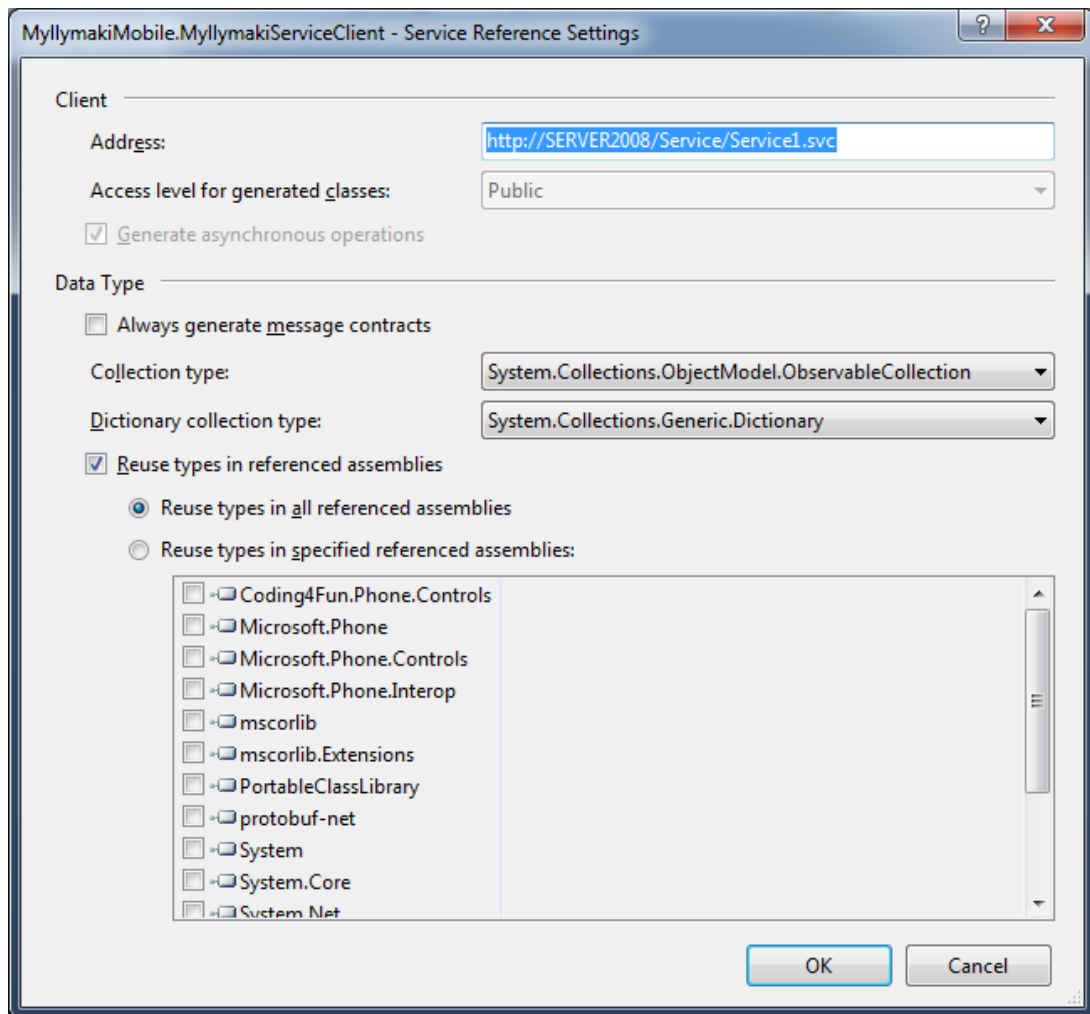 MyllymakiMobile.MyllymakiServiceClient - Service Reference Settings
Client
Address: http://SERVER2008/Service/Service1.svc
Access level for generated classes: Public
Generate asynchronous operations
Data Type
Always generate message contracts
Collection type: System.Collections.ObjectModel.ObservableCollection
Dictionary collection type: System.Collections.Generic.Dictionary
Reuse types in referenced assemblies
Reuse types in all referenced assemblies
Reuse types in specified referenced assemblies:
Coding4Fun.Phone.Controls
Microsoft.Phone
Microsoft.Phone.Controls
Microsoft.Phone.Interop
mscorlib
mscorlib.Extensions
PortableClassLibrary
protobuf-net
System
System.Core
System.Net
OK Cancel